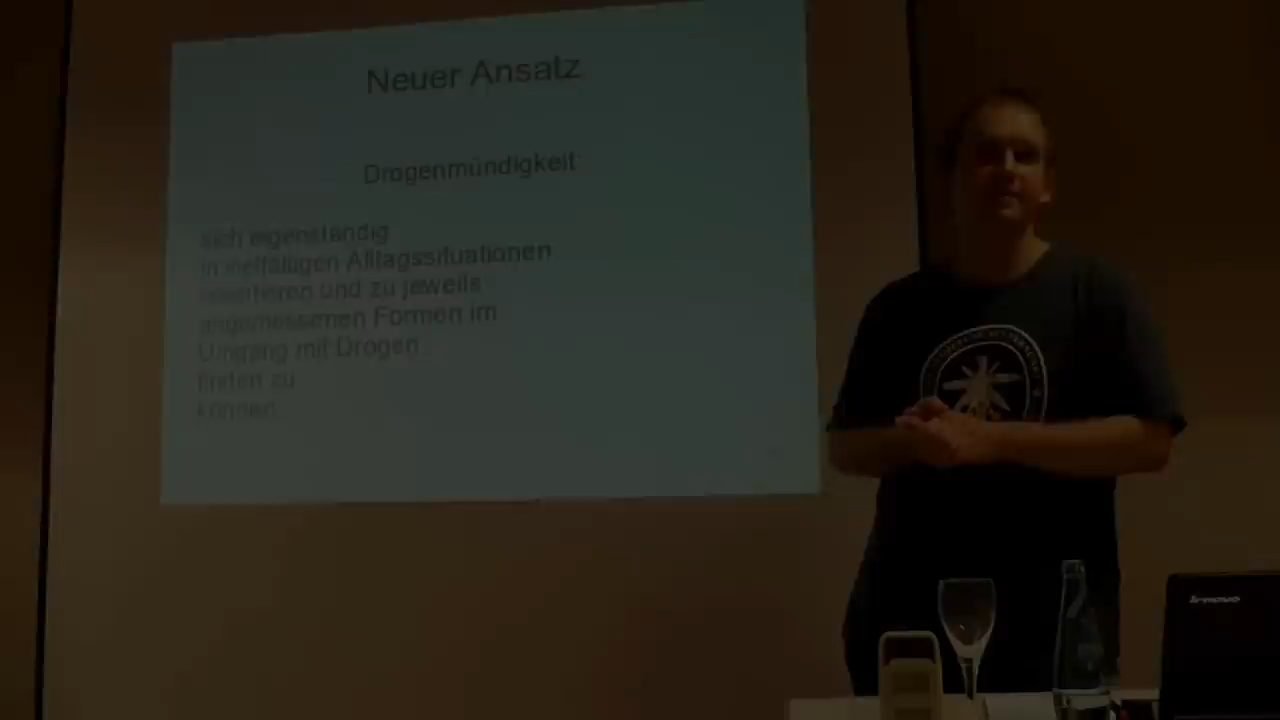 Neuer Ansatz
Drogenmündigkeit
sich eigenständig
in vielfältigen Alltagssituationen
orientieren und zu jeweils
angemessenen Formen im
Umgang mit Drogen
finden zu
können
lenovo